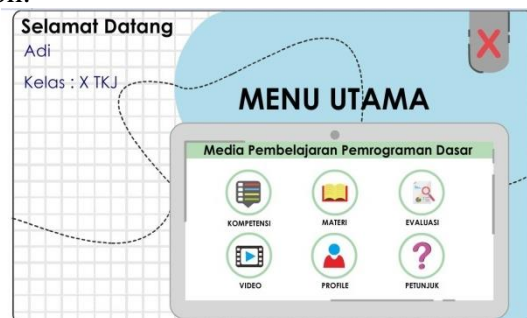 Selamat Datang
Adi
Kelas : X TKJ
X
MENU UTAMA
Media Pembelajaran Pemrograman Dasar
KOMPETENSI MATERI EVALUASI
VIDEO PROFILE PETUNJUK